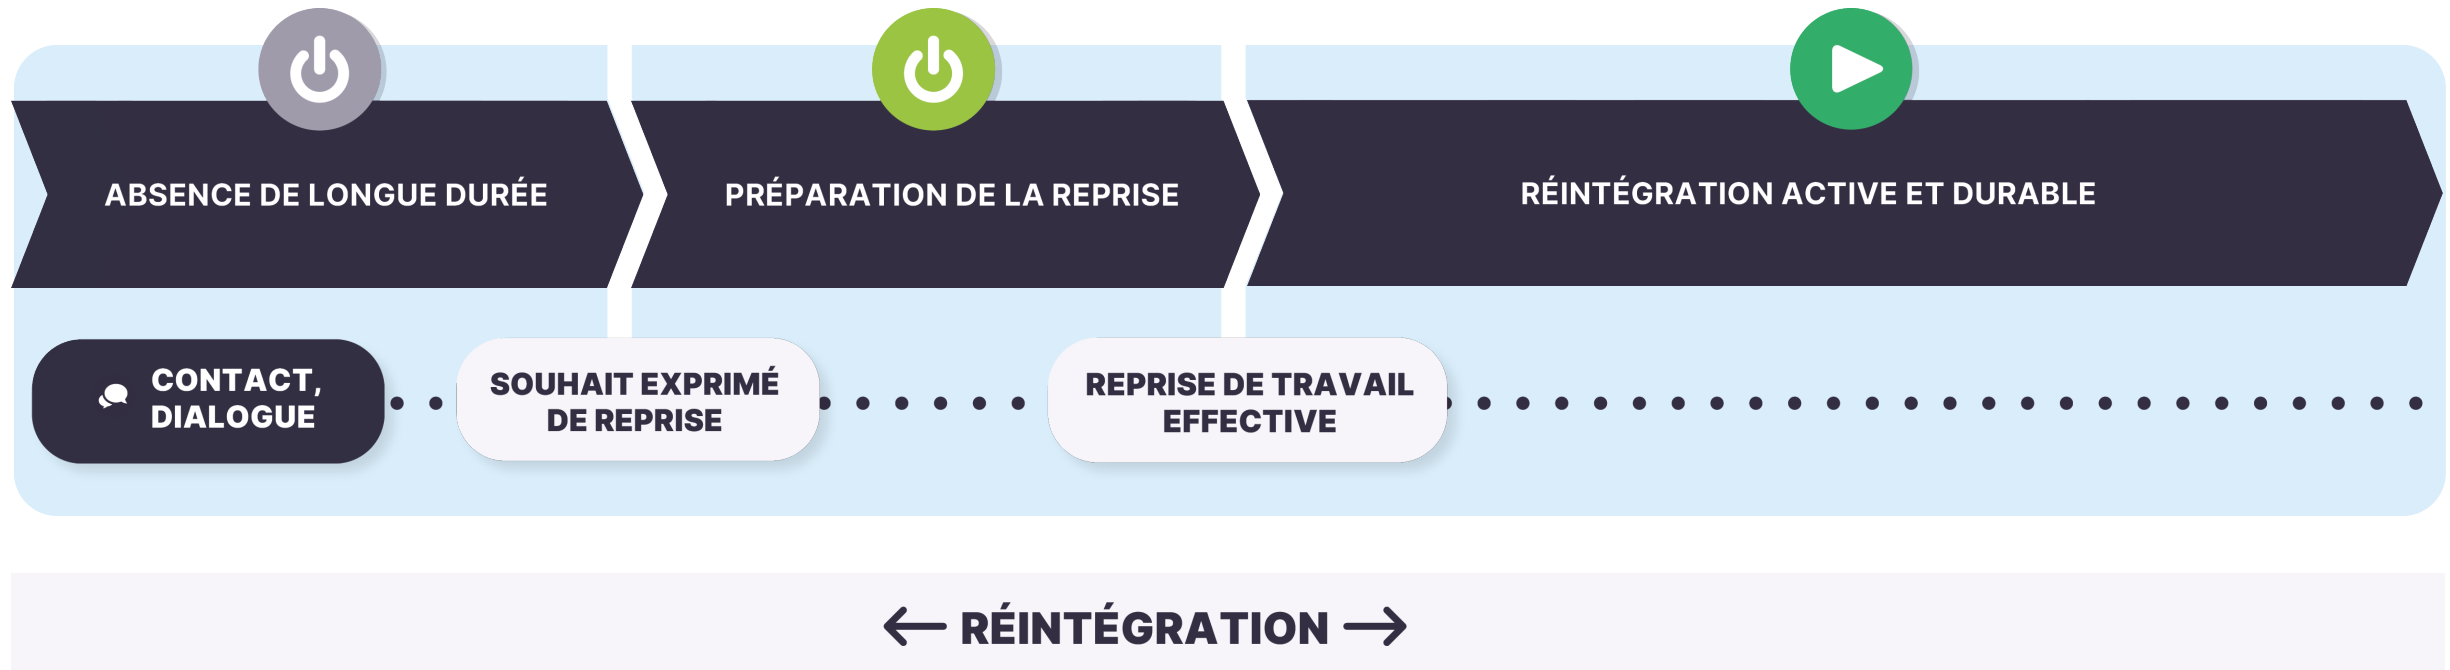 ABSENCE DE LONGUE DURÉE
PRÉPARATION DE LA REPRISE
RÉINTÉGRATION ACTIVE ET DURABLE
CONTACT,
DIALOGUE
SOUHAIT EXPRIMÉ
DE REPRISE
REPRISE DE TRAVAIL
EFFECTIVE
← RÉINTÉGRATION →